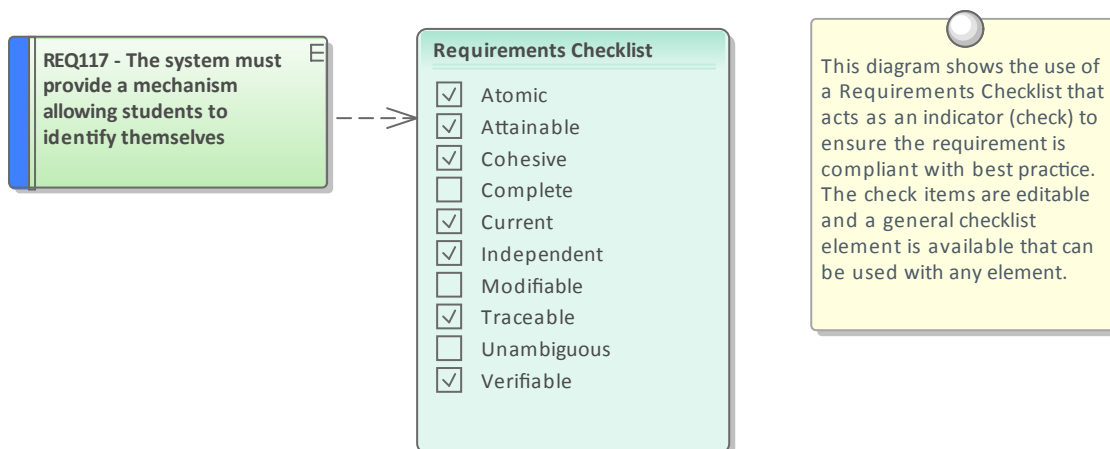 REQ117 - The system must
provide a mechanism
allowing students to
identify themselves
E
Requirements Checklist
Atomic
Attainable
Cohesive
Complete
Current
Independent
Modifiable
Traceable
Unambiguous
Verifiable
This diagram shows the use of
a Requirements Checklist that
acts as an indicator (check) to
ensure the requirement is
compliant with best practice.
The check items are editable
and a general checklist
element is available that can
be used with any element.